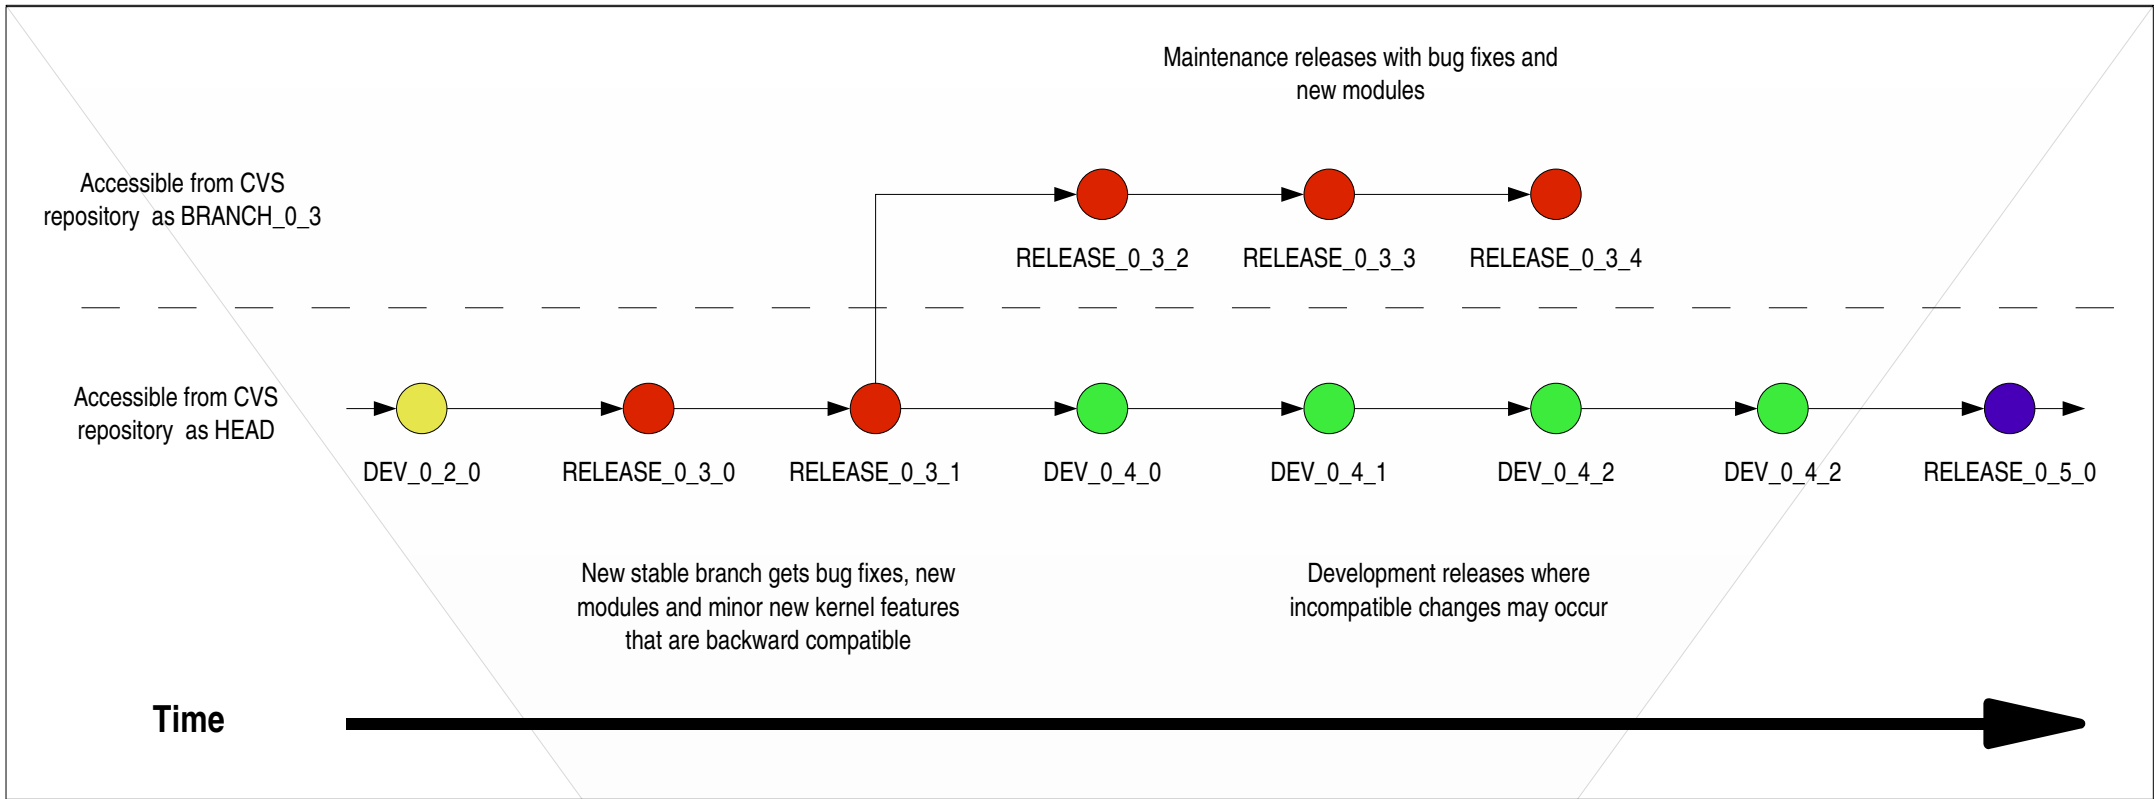 Maintenance releases with bug fixes and
new modules
Accessible from CVS
repository  as BRANCH_0_3
RELEASE_0_3_2
RELEASE_0_3_3
RELEASE_0_3_4
Accessible from CVS
repository  as HEAD
DEV_0_2_0
RELEASE_0_3_0
RELEASE_0_3_1
DEV_0_4_0
DEV_0_4_1
DEV_0_4_2
DEV_0_4_2
RELEASE_0_5_0
New stable branch gets bug fixes, new
modules and minor new kernel features
that are backward compatible
Development releases where
incompatible changes may occur
Time